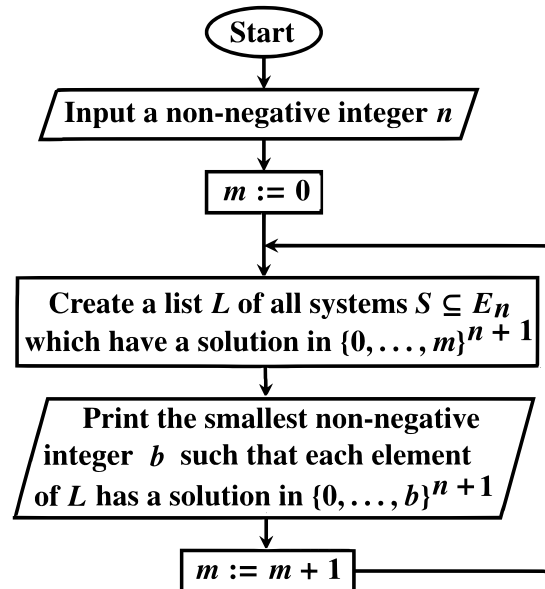 Start
Input a non-negative integer n
m := 0
Create a list L of all systems S ⊆ Eₙ
which have a solution in {0, . . . , m}ⁿ⁺¹
Print the smallest non-negative
integer b such that each element
of L has a solution in {0, . . . , b}ⁿ⁺¹
m := m + 1